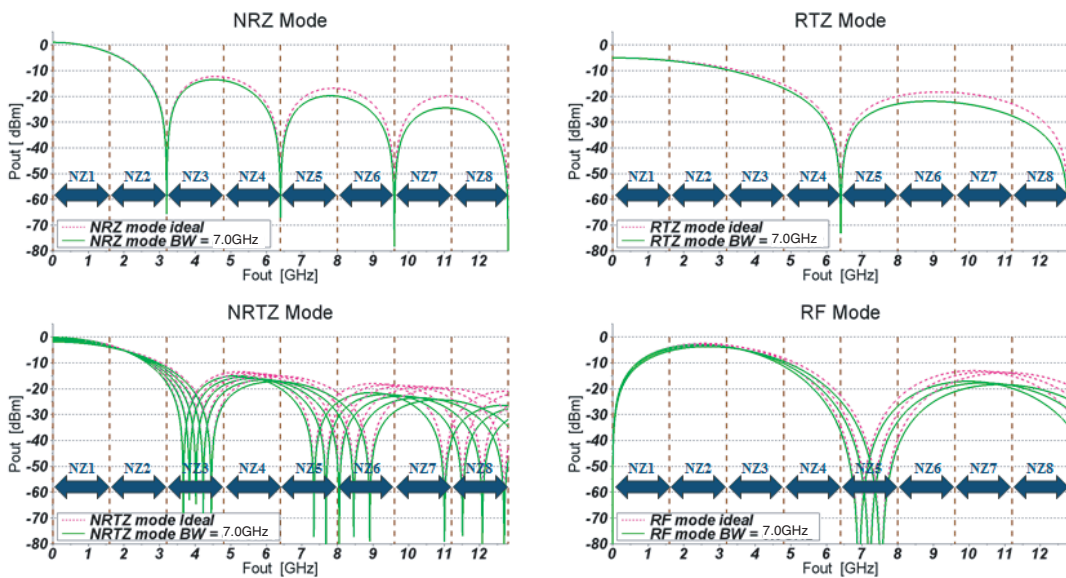 NRZ Mode
0
-10
-20
-30
-40
-50
-60
-70
-80
Pout [ dBm]
NZ1 NZ2 NZ3 NZ4 NZ5 NZ6 NZ7 NZ8
NRZ mode ideal
NRZ mode BW = 7.0GHz
0 1 2 3 4 5 6 7 8 9 10 11 12
Fout [GHz]
RTZ Mode
0
-10
-20
-30
-40
-50
-60
-70
-80
Pout [dBm]
NZ1 NZ2 NZ3 NZ4 NZ5 NZ6 NZ7 NZ8
RTZ mode ideal
RTZ mode BW = 7.0GHz
0 1 2 3 4 5 6 7 8 9 10 11 12
Fout [GHz]
NRTZ Mode
0
-10
-20
-30
-40
-50
-60
-70
-80
Pout [dBm]
NZ1 NZ2 NZ3 NZ4 NZ5 NZ6 NZ7 NZ8
NRTZ mode ideal
NRTZ mode BW = 7.0GHz
0 1 2 3 4 5 6 7 8 9 10 11 12
Fout [GHz]
RF Mode
0
-10
-20
-30
-40
-50
-60
-70
-80
Pout [dBm]
NZ1 NZ2 NZ3 NZ4 NZ5 NZ6 NZ7 NZ8
RF mode ideal
RF mode BW = 7.0GHz
0 1 2 3 4 5 6 7 8 9 10 11 12
Fout [GHz]